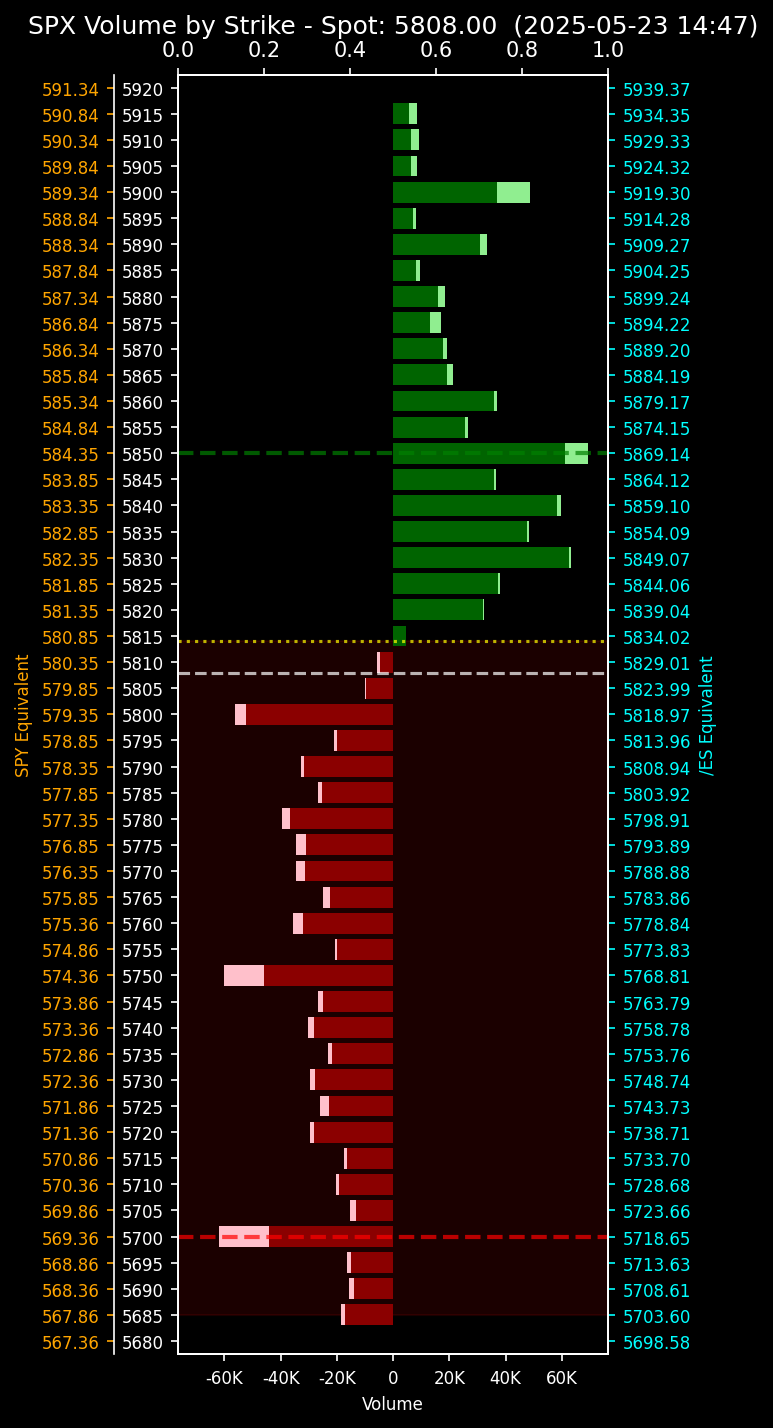 SPX Volume by Strike - Spot: 5808.00  (2025-05-23 14:47)
0.0 0.2 0.4 0.6 0.8 1.0
591.34 5920 5939.37
590.84 5915 5934.35
590.34 5910 5929.33
589.84 5905 5924.32
589.34 5900 5919.30
588.84 5895 5914.28
588.34 5890 5909.27
587.84 5885 5904.25
587.34 5880 5899.24
586.84 5875 5894.22
586.34 5870 5889.20
585.84 5865 5884.19
585.34 5860 5879.17
584.84 5855 5874.15
584.35 5850 5869.14
583.85 5845 5864.12
583.35 5840 5859.10
582.85 5835 5854.09
582.35 5830 5849.07
581.85 5825 5844.06
581.35 5820 5839.04
580.85 5815 5834.02
580.35 5810 5829.01
579.85 5805 5823.99
579.35 5800 5818.97
578.85 5795 5813.96
578.35 5790 5808.94
577.85 5785 5803.92
577.35 5780 5798.91
576.85 5775 5793.89
576.35 5770 5788.88
575.85 5765 5783.86
575.36 5760 5778.84
574.86 5755 5773.83
574.36 5750 5768.81
573.86 5745 5763.79
573.36 5740 5758.78
572.86 5735 5753.76
572.36 5730 5748.74
571.86 5725 5743.73
571.36 5720 5738.71
570.86 5715 5733.70
570.36 5710 5728.68
569.86 5705 5723.66
569.36 5700 5718.65
568.86 5695 5713.63
568.36 5690 5708.61
567.86 5685 5703.60
567.36 5680 5698.58
SPY Equivalent
/ES Equivalent
-60K -40K -20K 0 20K 40K 60K
Volume